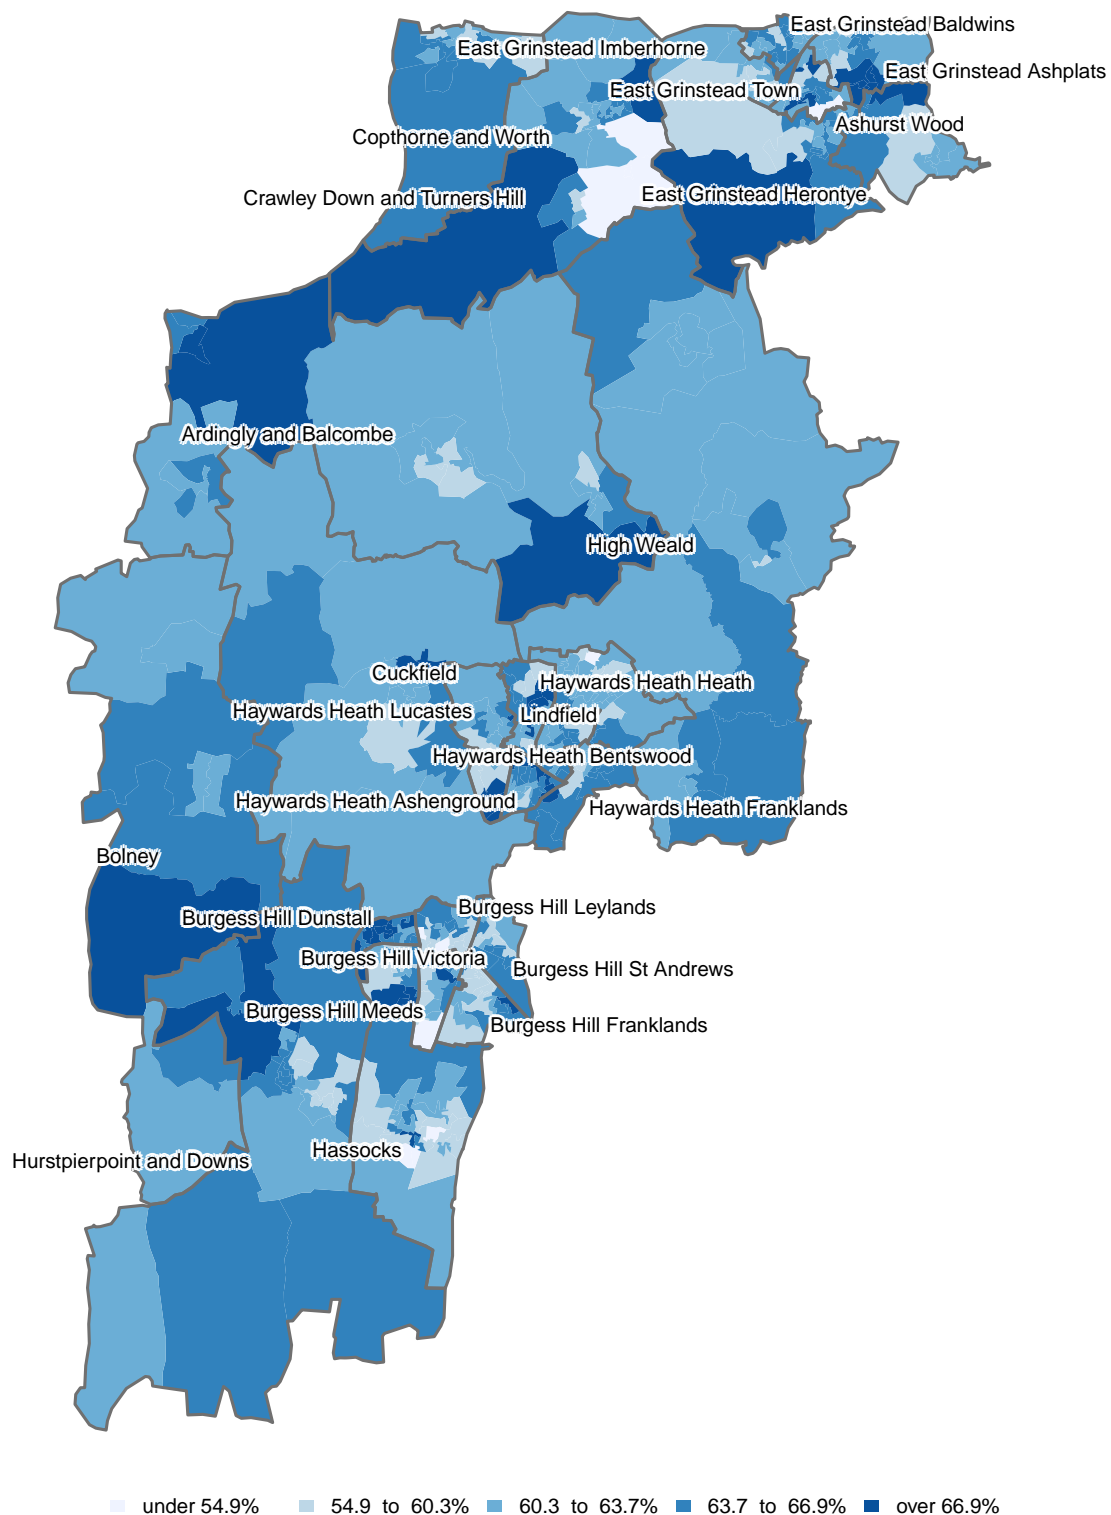 East Grinstead Baldwins
East Grinstead Imberhorne
East Grinstead Ashplats
East Grinstead Town
Ashurst Wood
Copthorne and Worth
East Grinstead Herontye
Crawley Down and Turners Hill
Ardingly and Balcombe
High Weald
Cuckfield
Haywards Heath Heath
Haywards Heath Lucastes
Lindfield
Haywards Heath Bentswood
Haywards Heath Ashenground
Haywards Heath Franklands
Bolney
Burgess Hill Leylands
Burgess Hill Dunstall
Burgess Hill Victoria
Burgess Hill St Andrews
Burgess Hill Meeds
Burgess Hill Franklands
Hassocks
Hurstpierpoint and Downs
under 54.9% 54.9 to 60.3% 60.3 to 63.7% 63.7 to 66.9% over 66.9%